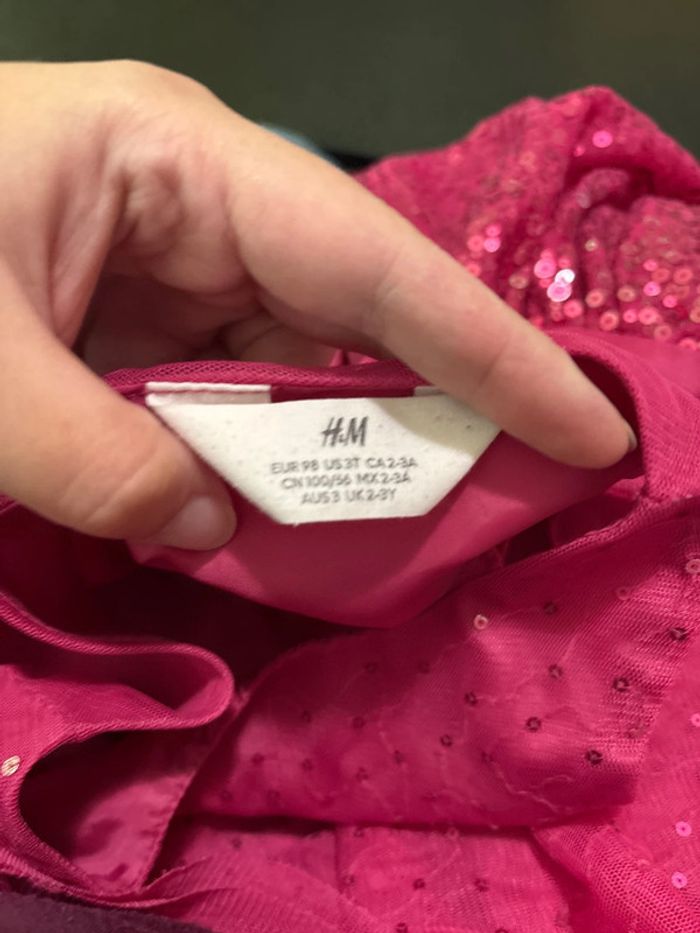 H&M
EUR 98 US 3T CA 2-3A
CN 100/56 MX 2-3A
AUS 3 UK 2-3Y